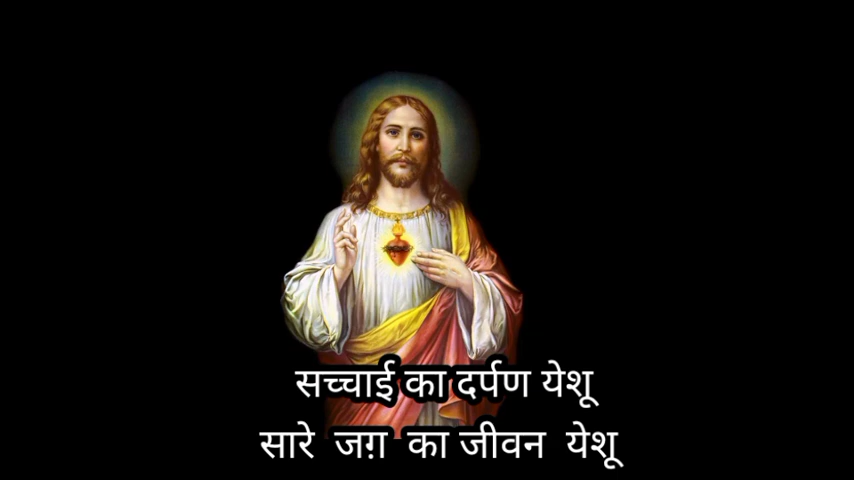 सच्चाई का दर्पण येशू
सारे जग़ का जीवन येशू